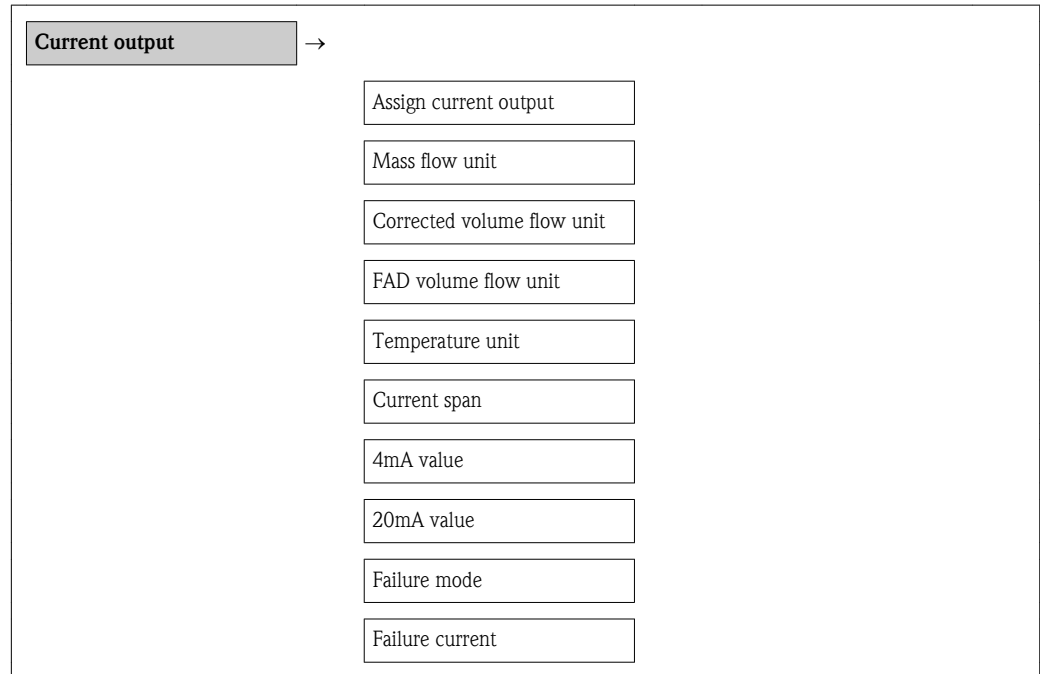 Current output →
Assign current output
Mass flow unit
Corrected volume flow unit
FAD volume flow unit
Temperature unit
Current span
4mA value
20mA value
Failure mode
Failure current